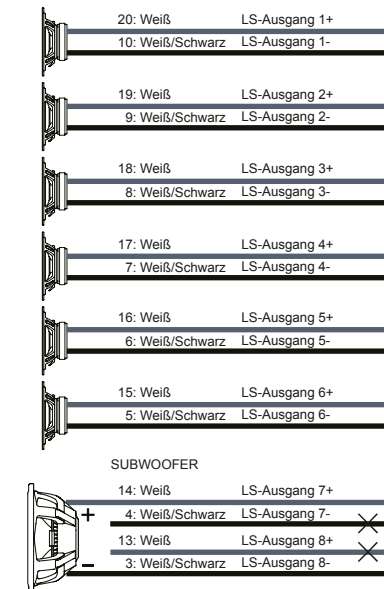 20: Weiß LS-Ausgang 1+
10: Weiß/Schwarz LS-Ausgang 1-
19: Weiß LS-Ausgang 2+
9: Weiß/Schwarz LS-Ausgang 2-
18: Weiß LS-Ausgang 3+
8: Weiß/Schwarz LS-Ausgang 3-
17: Weiß LS-Ausgang 4+
7: Weiß/Schwarz LS-Ausgang 4-
16: Weiß LS-Ausgang 5+
6: Weiß/Schwarz LS-Ausgang 5-
15: Weiß LS-Ausgang 6+
5: Weiß/Schwarz LS-Ausgang 6-
SUBWOOFER
14: Weiß LS-Ausgang 7+
+
4: Weiß/Schwarz LS-Ausgang 7-
13: Weiß LS-Ausgang 8+
–
3: Weiß/Schwarz LS-Ausgang 8-